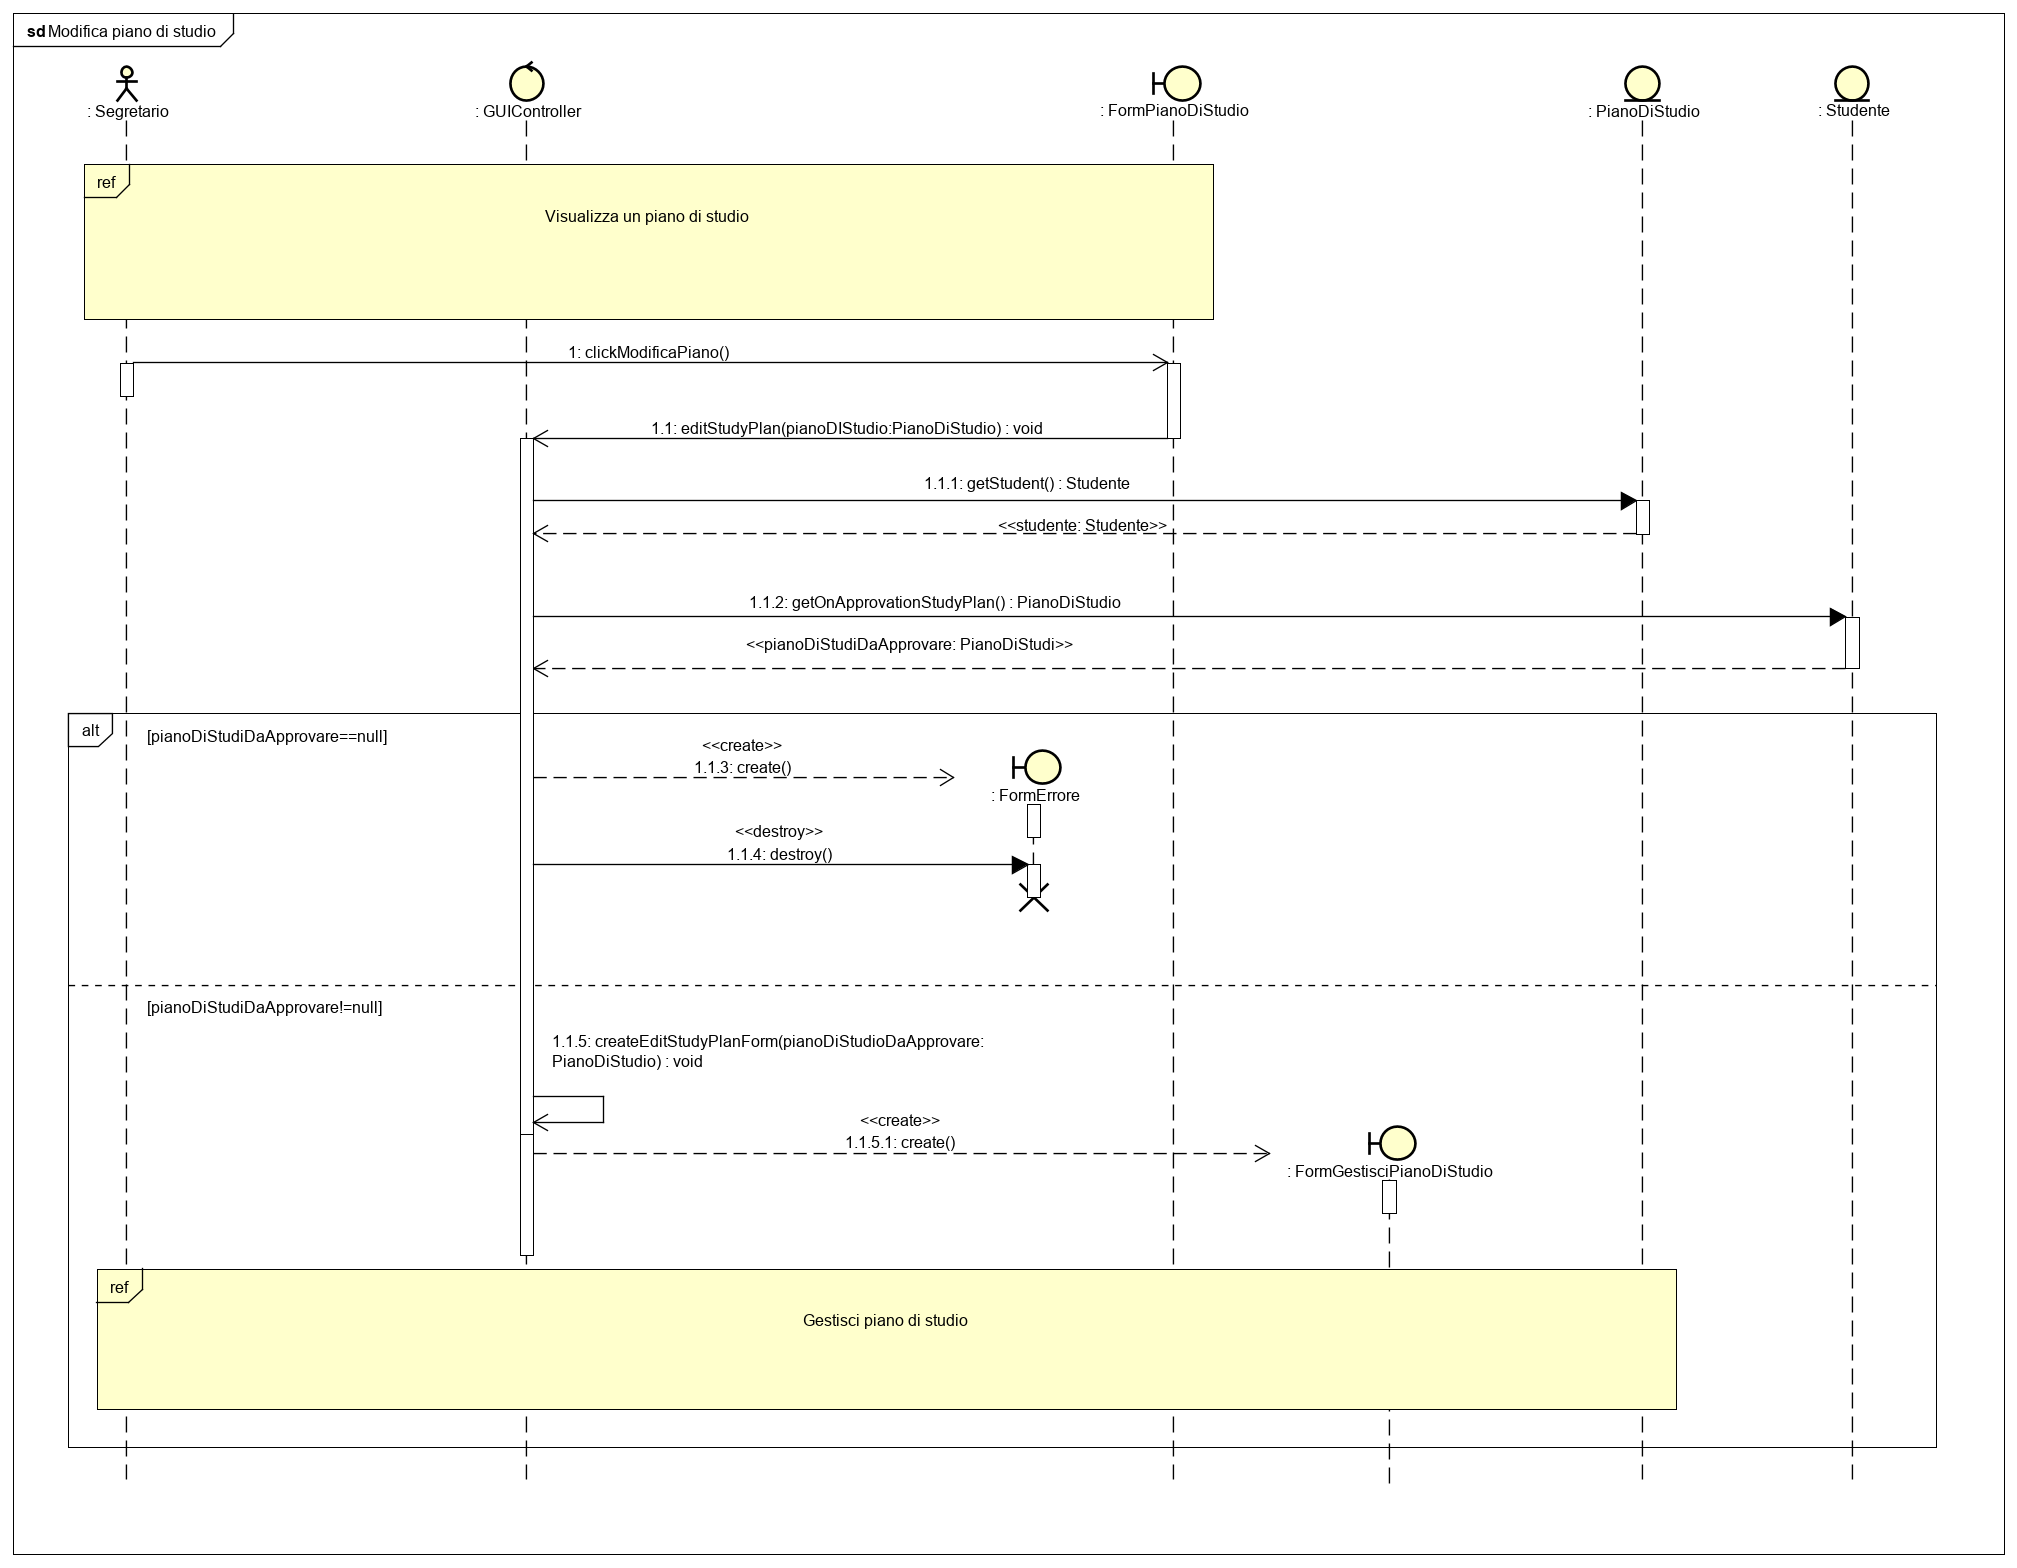 sd Modifica piano di studio
: Segretario
: GUIController
: FormPianoDiStudio
: PianoDiStudio
: Studente
ref
Visualizza un piano di studio
1: clickModificaPiano()
1.1: editStudyPlan(pianoDIStudio:PianoDiStudio) : void
1.1.1: getStudent() : Studente
<<studente: Studente>>
1.1.2: getOnApprovationStudyPlan() : PianoDiStudio
<<pianoDiStudiDaApprovare: PianoDiStudi>>
alt
[pianoDiStudiDaApprovare==null]
<<create>>
1.1.3: create()
: FormErrore
<<destroy>>
1.1.4: destroy()
[pianoDiStudiDaApprovare!=null]
1.1.5: createEditStudyPlanForm(pianoDiStudioDaApprovare:
PianoDiStudio) : void
<<create>>
1.1.5.1: create()
: FormGestisciPianoDiStudio
ref
Gestisci piano di studio